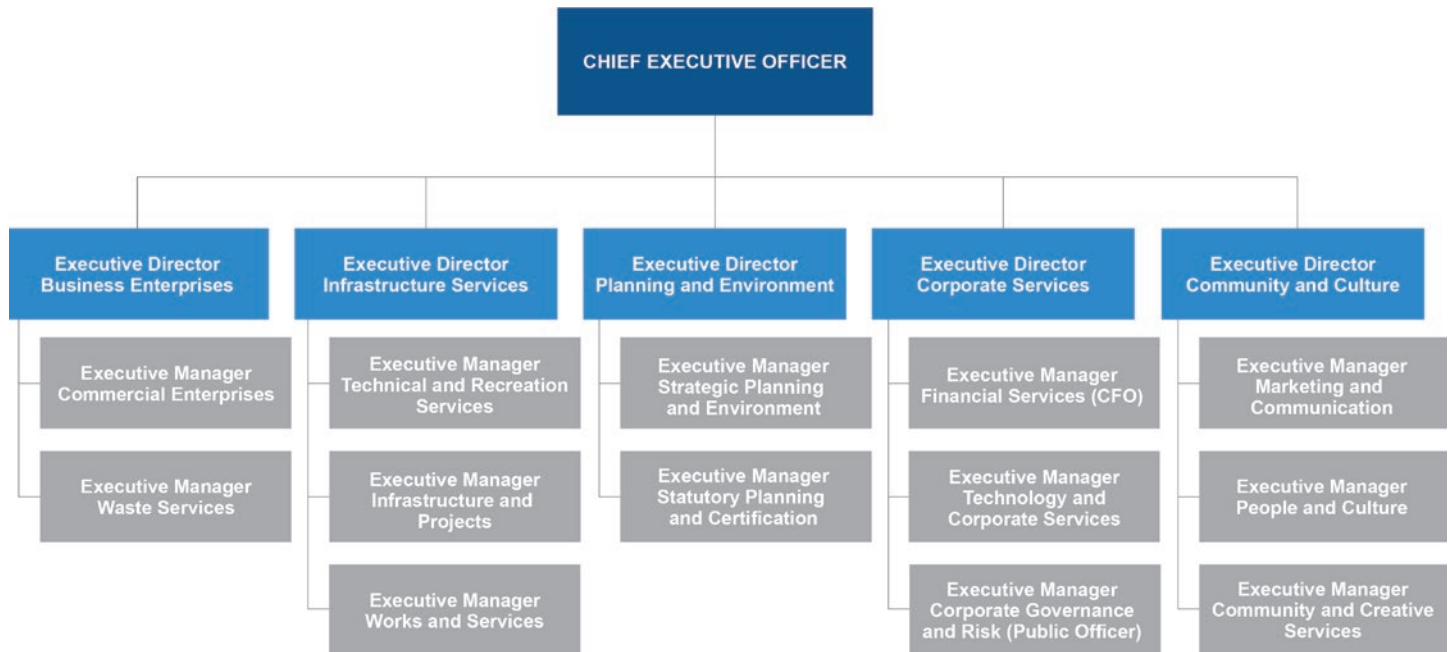 CHIEF EXECUTIVE OFFICER
Executive Director
Business Enterprises
Executive Manager
Commercial Enterprises
Executive Manager
Waste Services
Executive Director
Infrastructure Services
Executive Manager
Technical and Recreation
Services
Executive Manager
Infrastructure and
Projects
Executive Manager
Works and Services
Executive Director
Planning and Environment
Executive Manager
Strategic Planning
and Environment
Executive Manager
Statutory Planning
and Certification
Executive Director
Corporate Services
Executive Manager
Financial Services (CFO)
Executive Manager
Technology and
Corporate Services
Executive Manager
Corporate Governance
and Risk (Public Officer)
Executive Director
Community and Culture
Executive Manager
Marketing and
Communication
Executive Manager
People and Culture
Executive Manager
Community and Creative
Services